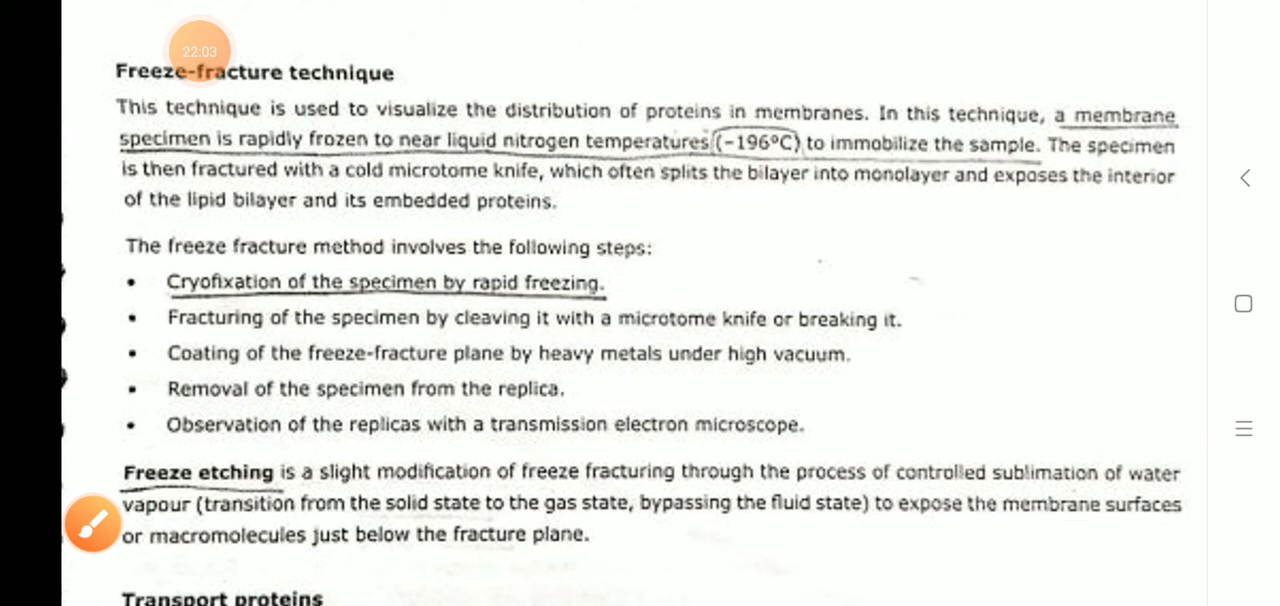 22:03
Freeze-fracture technique
This technique is used to visualize the distribution of proteins in membranes. In this technique, a membrane
specimen is rapidly frozen to near liquid nitrogen temperatures (−196°C) to immobilize the sample. The specimen
is then fractured with a cold microtome knife, which often splits the bilayer into monolayer and exposes the interior
of the lipid bilayer and its embedded proteins.
The freeze fracture method involves the following steps:
• Cryofixation of the specimen by rapid freezing.
• Fracturing of the specimen by cleaving it with a microtome knife or breaking it.
• Coating of the freeze-fracture plane by heavy metals under high vacuum.
• Removal of the specimen from the replica.
• Observation of the replicas with a transmission electron microscope.
Freeze etching is a slight modification of freeze fracturing through the process of controlled sublimation of water
vapour (transition from the solid state to the gas state, bypassing the fluid state) to expose the membrane surfaces
or macromolecules just below the fracture plane.
Transport proteins